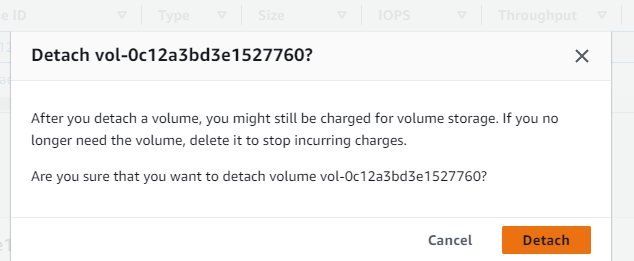 e ID Type Size IOPS Throughput
Detach vol-0c12a3bd3e1527760?
After you detach a volume, you might still be charged for volume storage. If you no
longer need the volume, delete it to stop incurring charges.
Are you sure that you want to detach volume vol-0c12a3bd3e1527760?
Cancel Detach